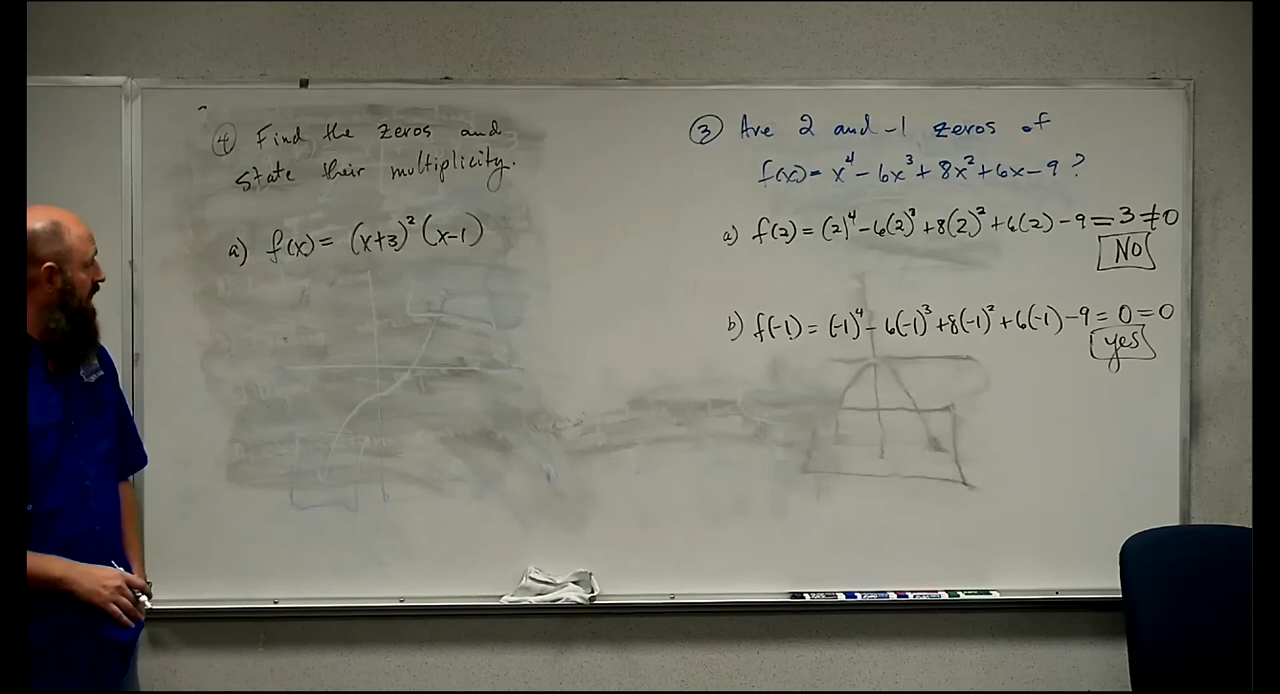 ④ Find the zeros and
state their multiplicity.
a) f(x) = (x+3)² (x-1)
③ Are 2 and -1 zeros of
f(x) = x⁴ - 6x³ + 8x² + 6x - 9 ?
a) f(2) = (2)⁴ - 6(2)³ + 8(2)² + 6(2) - 9 = 3 ≠ 0
No
b) f(-1) = (-1)⁴ - 6(-1)³ + 8(-1)² + 6(-1) - 9 = 0 = 0
yes